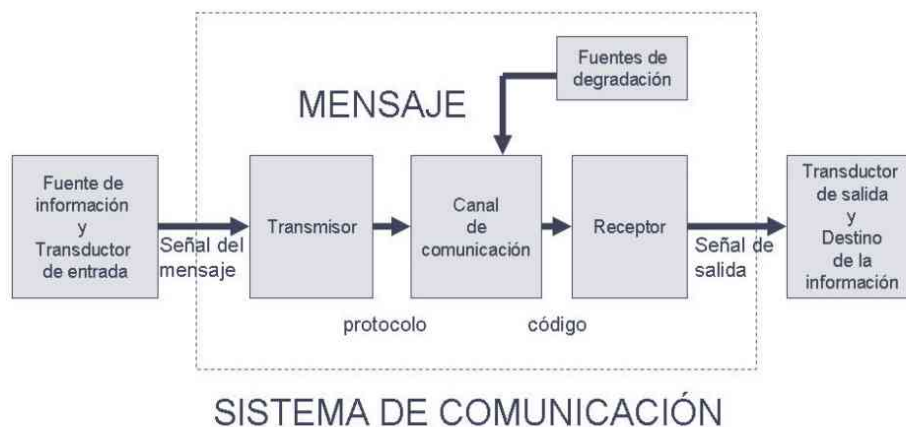 Fuentes de
degradación
MENSAJE
Fuente de
información
y
Transductor
de entrada
Señal del
mensaje
Transmisor
Canal
de
comunicación
Receptor
Señal de
salida
Transductor
de salida
y
Destino
de la
información
protocolo
código
SISTEMA DE COMUNICACIÓN